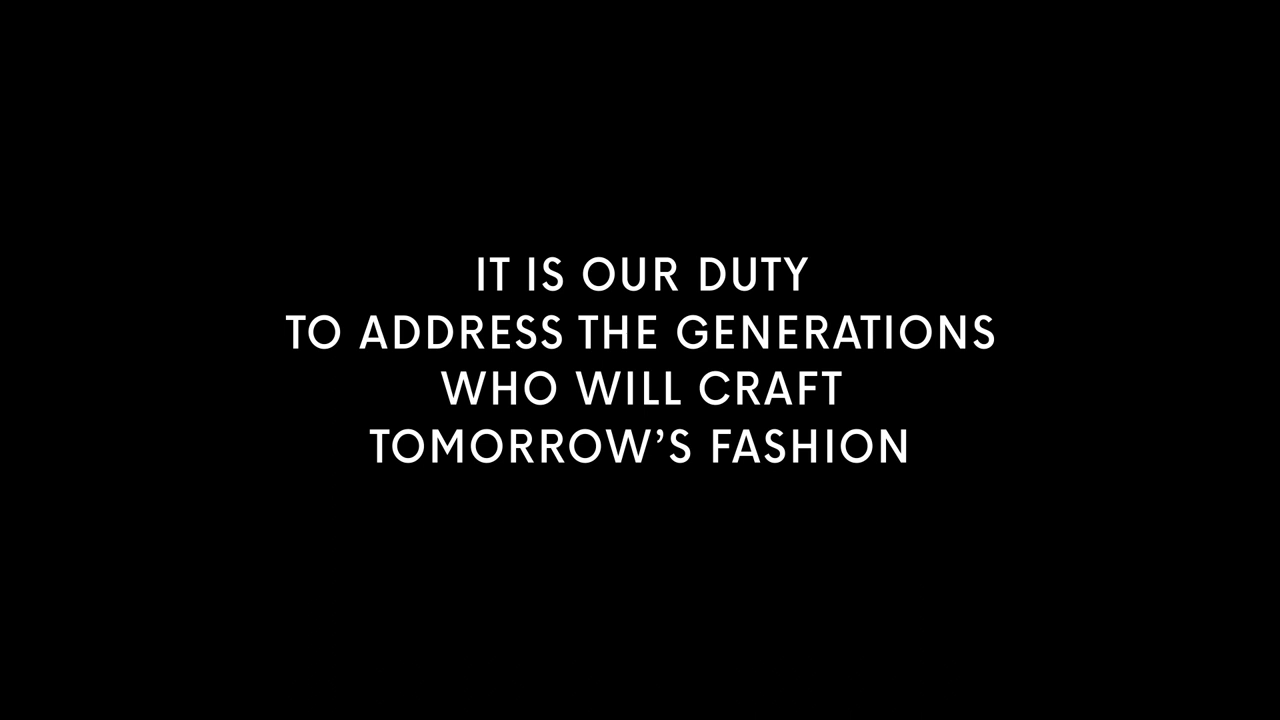 IT IS OUR DUTY
TO ADDRESS THE GENERATIONS
WHO WILL CRAFT
TOMORROW’S FASHION